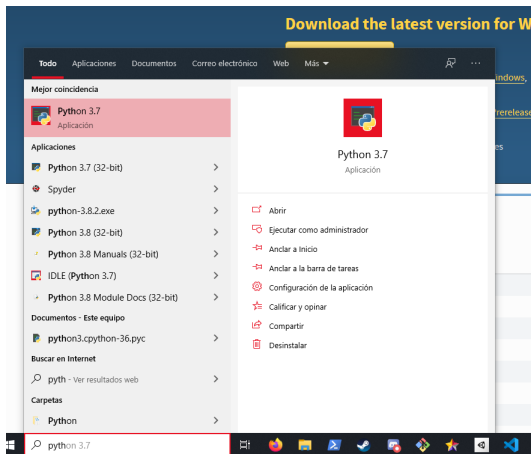 Download the latest version for W
Todo Aplicaciones Documentos Correo electrónico Web Más
indows,
Mejor coincidencia
Python 3.7
Aplicación
Prerelease
Aplicaciones
es
Python 3.7 (32-bit)
Spyder
python-3.8.2.exe
Python 3.8 (32-bit)
Python 3.8 Manuals (32-bit)
IDLE (Python 3.7)
Python 3.8 Module Docs (32-bit)
Documentos - Este equipo
python3.cpython-36.pyc
Buscar en Internet
pyth - Ver resultados web
Carpetas
Python
Python 3.7
Aplicación
Abrir
Ejecutar como administrador
Anclar a Inicio
Anclar a la barra de tareas
Configuración de la aplicación
Calificar y opinar
Compartir
Desinstalar
python 3.7